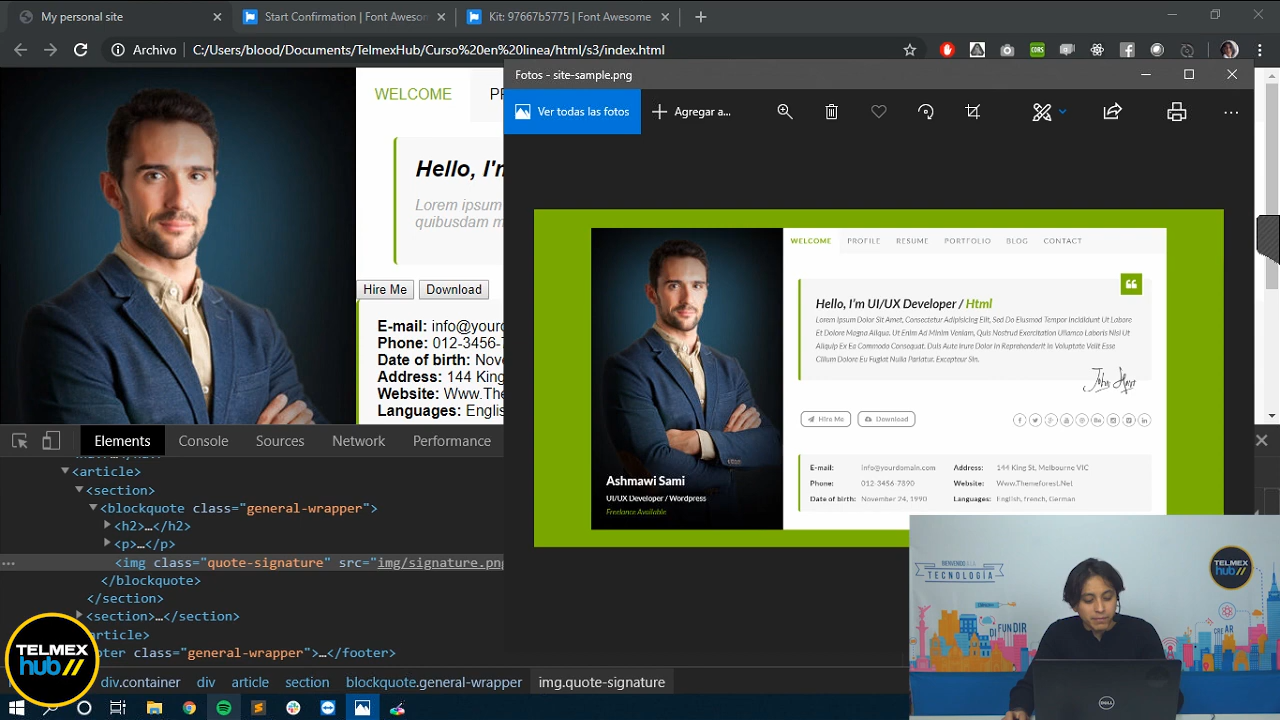 My personal site
Start Confirmation | Font Awesom
Kit: 97667b5775 | Font Awesome
Archivo
C:/Users/blood/Documents/TelmexHub/Curso%20en%20linea/html/s3/index.html
CORS
Fotos - site-sample.png
Ver todas las fotos
Agregar a...
WELCOME
Hello, I'm
Lorem ipsum
quibusdam m
Hire Me
Download
E-mail: info@yourd
Phone: 012-3456-7
Date of birth: Nove
Address: 144 King
Website: Www.The
Languages: Englis
WELCOME PROFILE RESUME PORTFOLIO BLOG CONTACT
Hello, I'm UI/UX Developer / Html
Lorem Ipsum Dolor Sit Amet, Consectetur Adipisicing Elit, Sed Do Eiusmod Tempor Incididunt Ut Labore
Et Dolore Magna Aliqua. Ut Enim Ad Minim Veniam, Quis Nostrud Exercitation Ullamco Laboris Nisi Ut
Aliquip Ex Ea Commodo Consequat. Duis Aute Irure Dolor In Reprehenderit In Voluptate Velit Esse
Cillum Dolore Eu Fugiat Nulla Pariatur. Excepteur Sin.
Hire Me
Download
E-mail: info@yourdomain.com Address: 144 King St, Melbourne VIC
Phone: 012-3456-7890 Website: Www.Themeforest.Net
Date of birth: November 24, 1990 Languages: English, french, German
Ashmawi Sami
UI/UX Developer / Wordpress
Freelance Available
Elements Console Sources Network Performance
<article>
<section>
<blockquote class="general-wrapper">
<h2>…</h2>
<p>…</p>
<img class="quote-signature" src="img/signature.png
</blockquote>
</section>
<section>…</section>
article>
oter class="general-wrapper">…</footer>
div.container div article section blockquote.general-wrapper img.quote-signature
TELMEX
hub//
BIENVENIDO A LA
TECNOLOGÍA
DIFUNDIR
CREAR
TELMEX
hub//
DELL